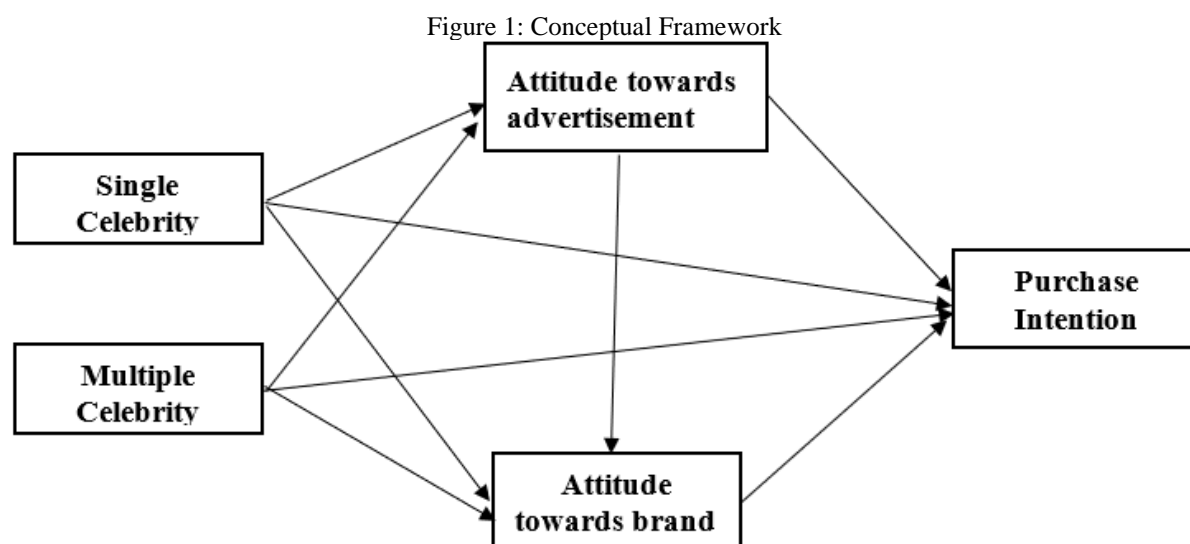 Figure 1: Conceptual Framework
Attitude towards
advertisement
Single
Celebrity
Purchase
Intention
Multiple
Celebrity
Attitude
towards brand